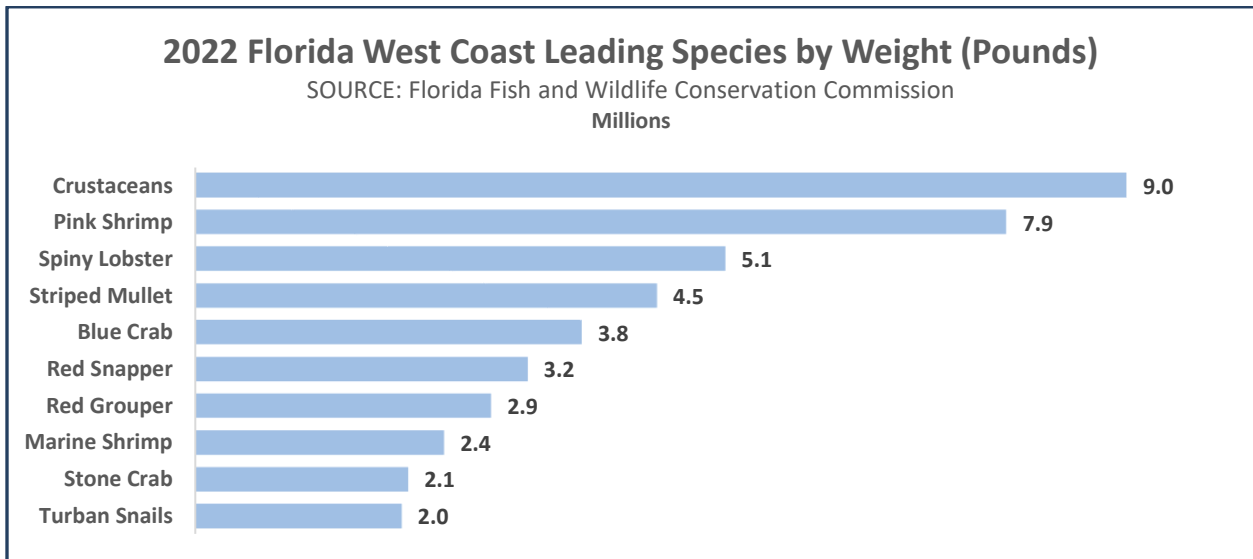 2022 Florida West Coast Leading Species by Weight (Pounds)
SOURCE: Florida Fish and Wildlife Conservation Commission
Millions
Crustaceans 9.0
Pink Shrimp 7.9
Spiny Lobster 5.1
Striped Mullet 4.5
Blue Crab 3.8
Red Snapper 3.2
Red Grouper 2.9
Marine Shrimp 2.4
Stone Crab 2.1
Turban Snails 2.0